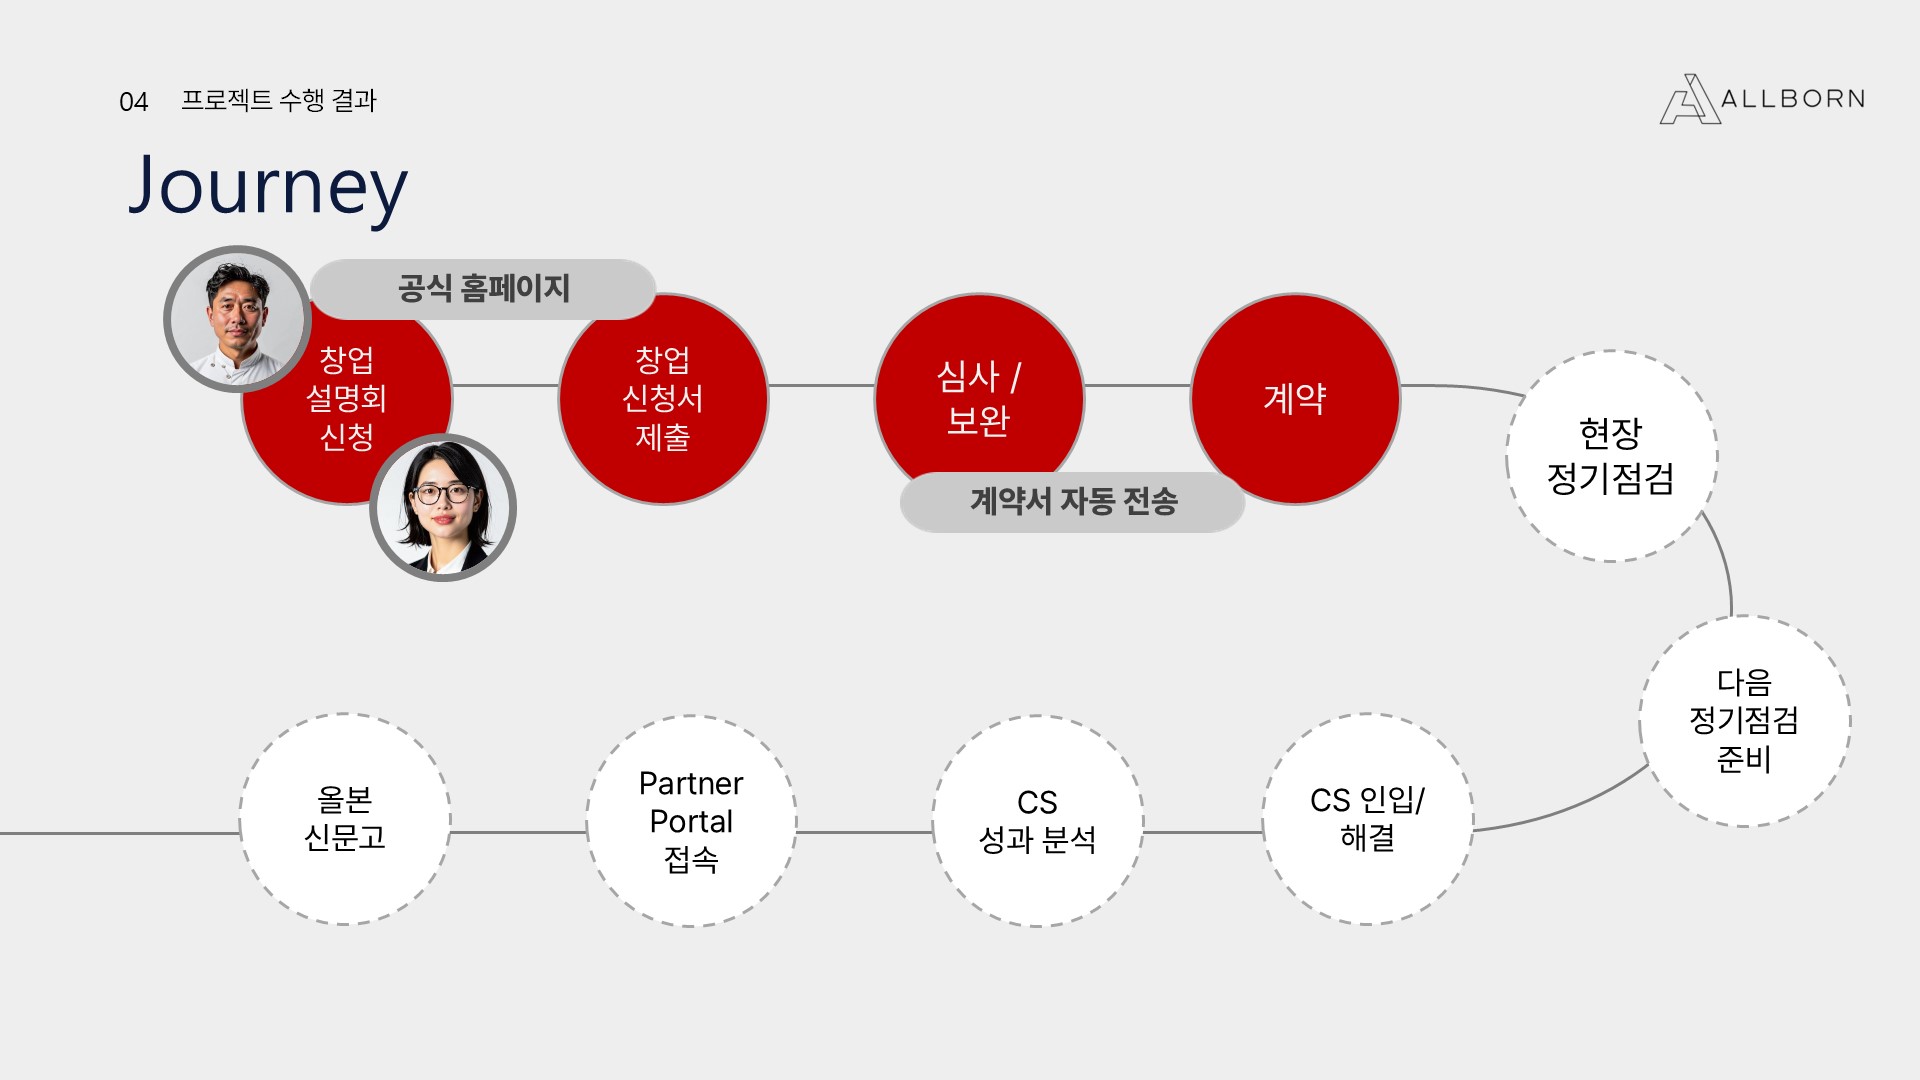 04 프로젝트 수행 결과
ALLBORN
Journey
공식 홈페이지
창업
설명회
신청
창업
신청서
제출
심사 /
보완
계약
계약서 자동 전송
현장
정기점검
다음
정기점검
준비
올본
신문고
Partner
Portal
접속
CS
성과 분석
CS 인입/
해결